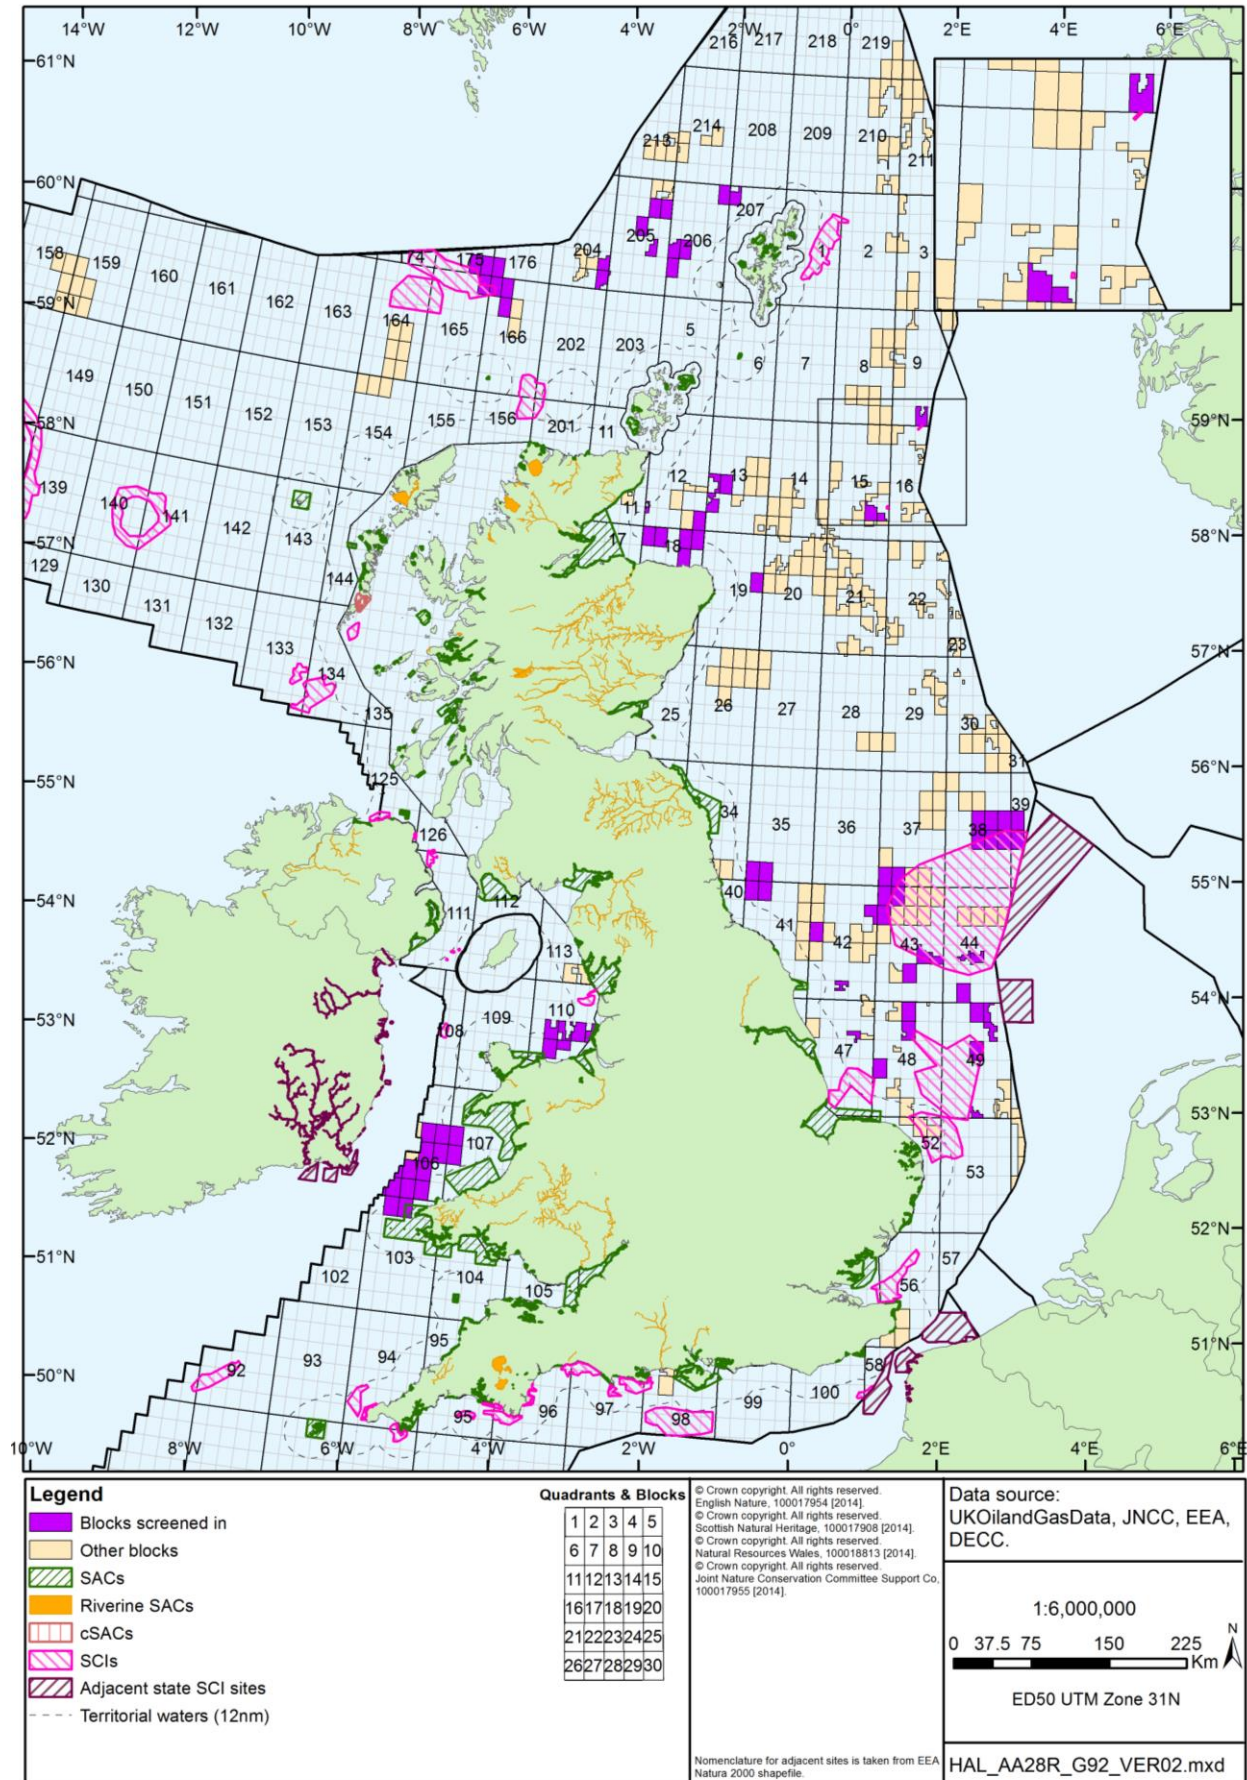 14°W 12°W 10°W 8°W 6°W 4°W 2°W 0° 2°E 4°E 6°E
216 217 218 219
61°N
214 208 209 210
213
211
60°N
207
158 159 160 161 162 163 174 175 176 204 205 206 1 2 3
59°N
164 165 166 202 203 5
6 7 8 9
149 150 151 152 153 154 155 156 201 11
58°N
59°N
139 140 141 142 143
12 13 14 15 16
11
58°N
57°N
144 17 18 19 20 21 22
129 130 131 132 133 134 135
23
57°N
56°N
25 26 27 28 29 30 31
56°N
55°N
125 126
34 35 36 37 38 39
55°N
54°N
40 41 42 43 44
111 112 113
54°N
53°N
108 109 110
47 48 49
53°N
52°N
106 107
52 53
52°N
51°N
102 103 104 105
56 57
51°N
50°N
92 93 94 95
95 96 97 98 99 100 58
10°W 8°W 6°W 4°W 2°W 0° 2°E 4°E 6°E
Legend
Blocks screened in
Other blocks
SACs
Riverine SACs
cSACs
SCIs
Adjacent state SCI sites
Territorial waters (12nm)
Quadrants & Blocks
1 2 3 4 5
6 7 8 9 10
11 12 13 14 15
16 17 18 19 20
21 22 23 24 25
26 27 28 29 30
© Crown copyright. All rights reserved.
English Nature, 100017954 [2014].
© Crown copyright. All rights reserved.
Scottish Natural Heritage, 100017908 [2014].
© Crown copyright. All rights reserved.
Natural Resources Wales, 100018813 [2014].
© Crown copyright. All rights reserved.
Joint Nature Conservation Committee Support Co,
100017955 [2014].
Nomenclature for adjacent sites is taken from EEA
Natura 2000 shapefile.
Data source:
UKOilandGasData, JNCC, EEA,
DECC.
1:6,000,000
0 37.5 75 150 225
Km
N
ED50 UTM Zone 31N
HAL_AA28R_G92_VER02.mxd